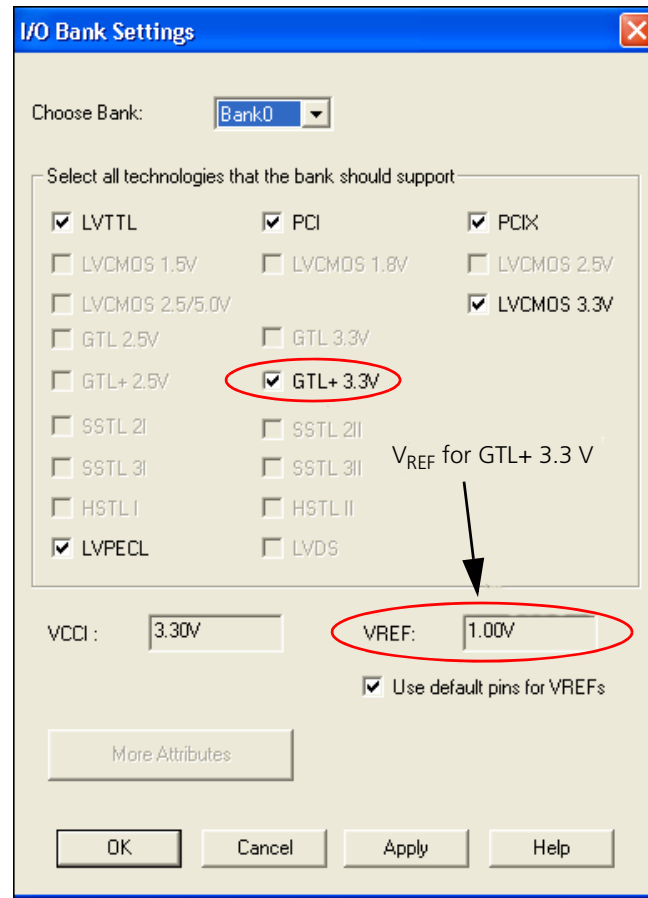 I/O Bank Settings
Choose Bank: Bank0
Select all technologies that the bank should support
LVTTL PCI PCIX
LVCMOS 1.5V LVCMOS 1.8V LVCMOS 2.5V
LVCMOS 2.5/5.0V LVCMOS 3.3V
GTL 2.5V GTL 3.3V
GTL+ 2.5V GTL+ 3.3V
SSTL 2I SSTL 2II
SSTL 3I SSTL 3II
VREF for GTL+ 3.3 V
HSTL I HSTL II
LVPECL LVDS
VCCI : 3.30V VREF: 1.00V
Use default pins for VREFs
More Attributes
OK Cancel Apply Help